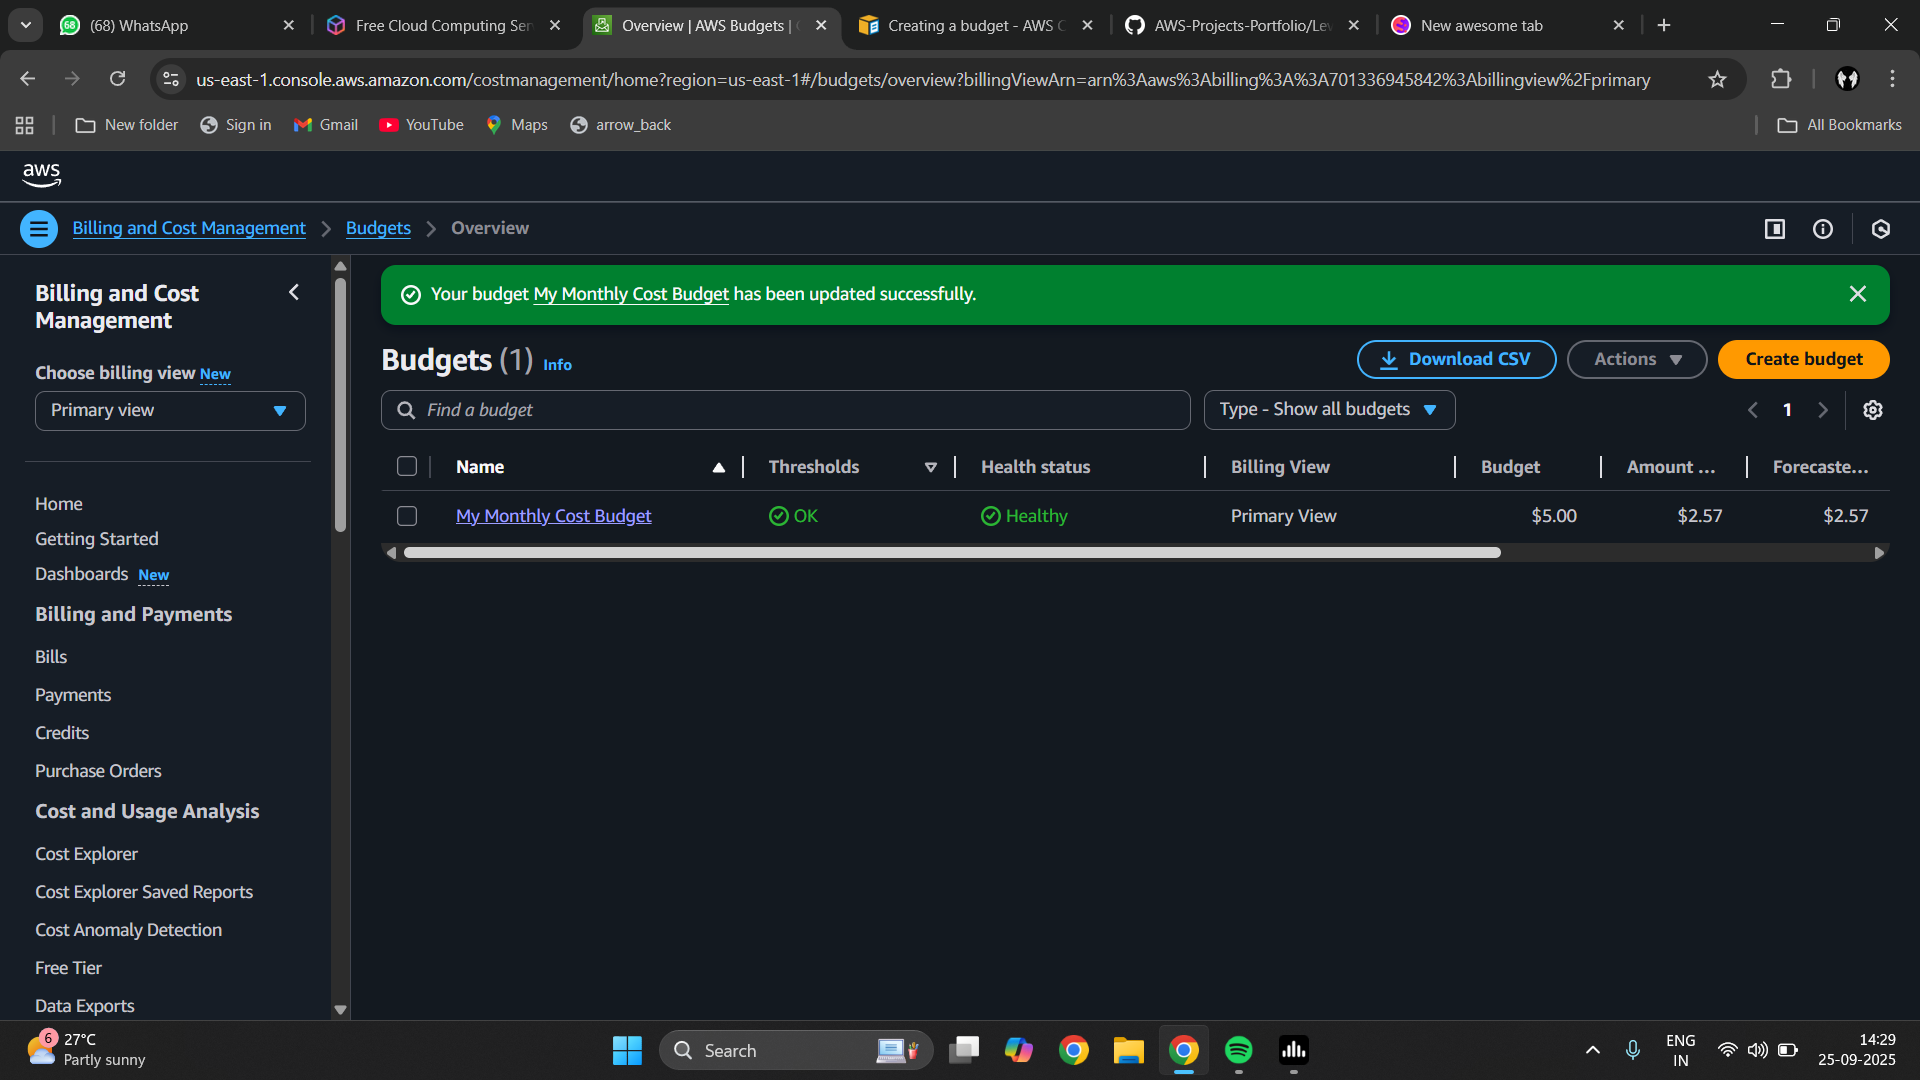 68
(68) WhatsApp
Free Cloud Computing Ser
Overview | AWS Budgets |
Creating a budget - AWS C
AWS-Projects-Portfolio/Lev
New awesome tab
us-east-1.console.aws.amazon.com/costmanagement/home?region=us-east-1#/budgets/overview?billingViewArn=arn%3Aaws%3Abilling%3A%3A701336945842%3Abillingview%2Fprimary
New folder
Sign in
Gmail
YouTube
Maps
arrow_back
All Bookmarks
aws
Billing and Cost Management
Budgets
Overview
Billing and Cost
Management
Choose billing view New
Primary view
Home
Getting Started
Dashboards New
Billing and Payments
Bills
Payments
Credits
Purchase Orders
Cost and Usage Analysis
Cost Explorer
Cost Explorer Saved Reports
Cost Anomaly Detection
Free Tier
Data Exports
Your budget My Monthly Cost Budget has been updated successfully.
Budgets (1) Info
Download CSV
Actions
Create budget
Find a budget
Type - Show all budgets
1
Name
Thresholds
Health status
Billing View
Budget
Amount ...
Forecaste...
My Monthly Cost Budget
OK
Healthy
Primary View
$5.00
$2.57
$2.57
6
27°C
Partly sunny
Search
ENG
IN
14:29
25-09-2025